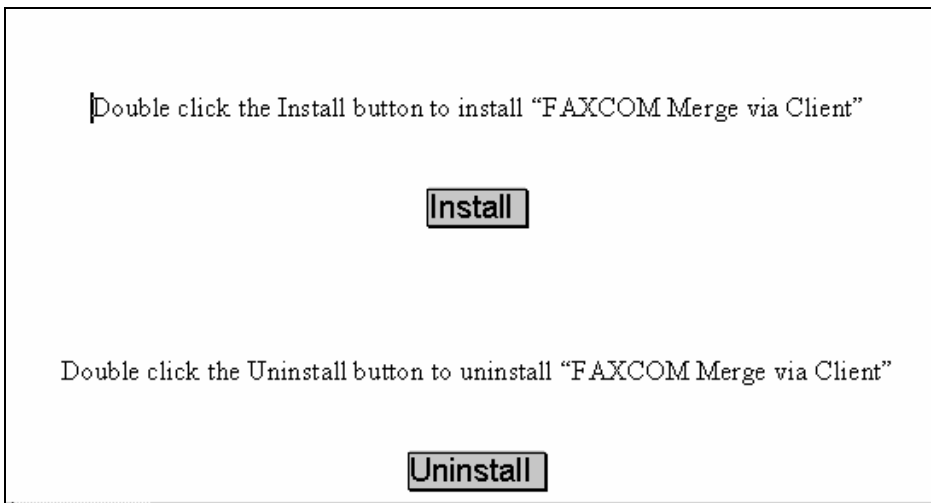 Double click the Install button to install “FAXCOM Merge via Client”
Install
Double click the Uninstall button to uninstall “FAXCOM Merge via Client”
Uninstall